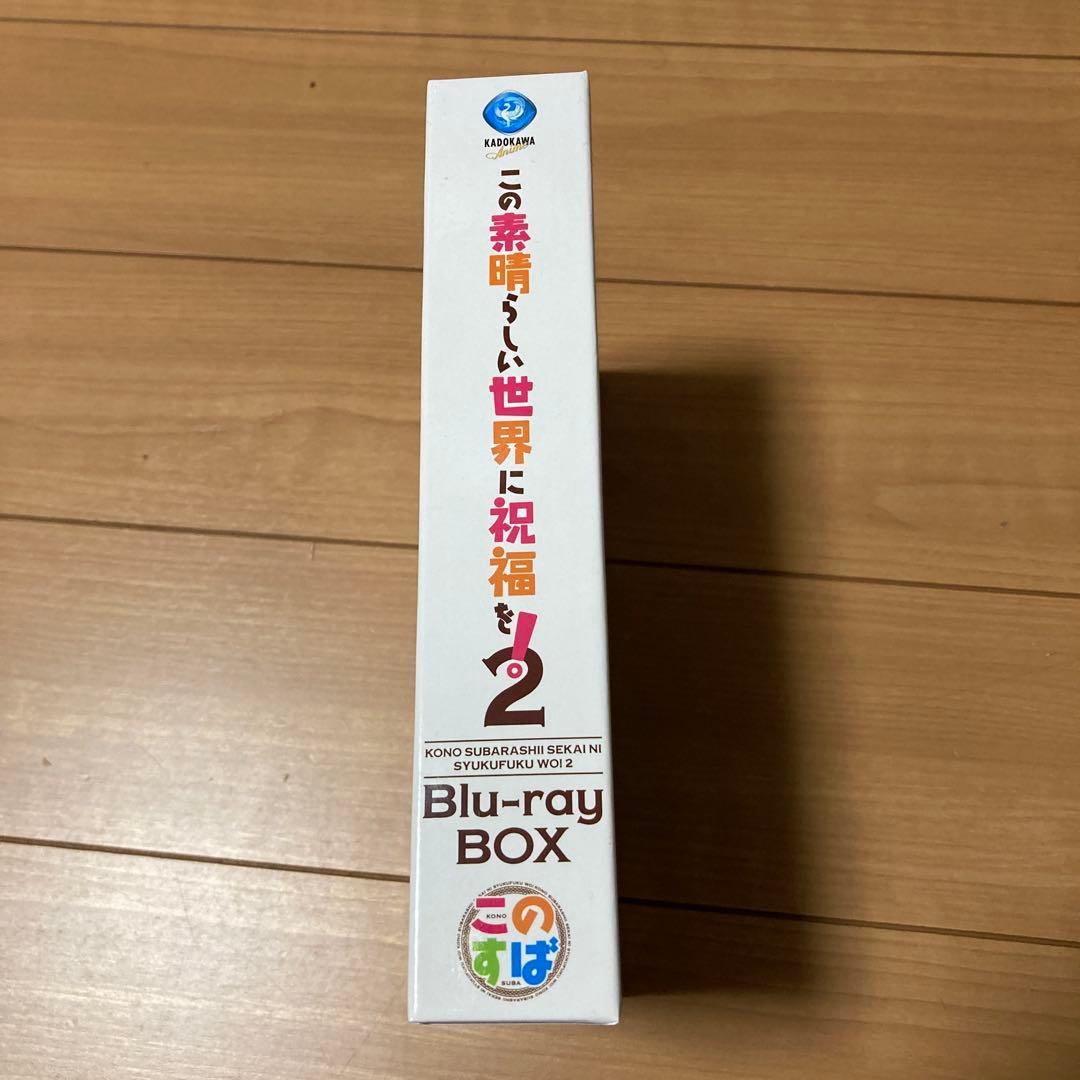 KADOKAWA
Anime
この素晴らしい世界に祝福を!
2
KONO SUBARASHII SEKAI NI
SYUKUFUKU WO! 2
Blu-ray
BOX
この
KONO
すば
SUBA